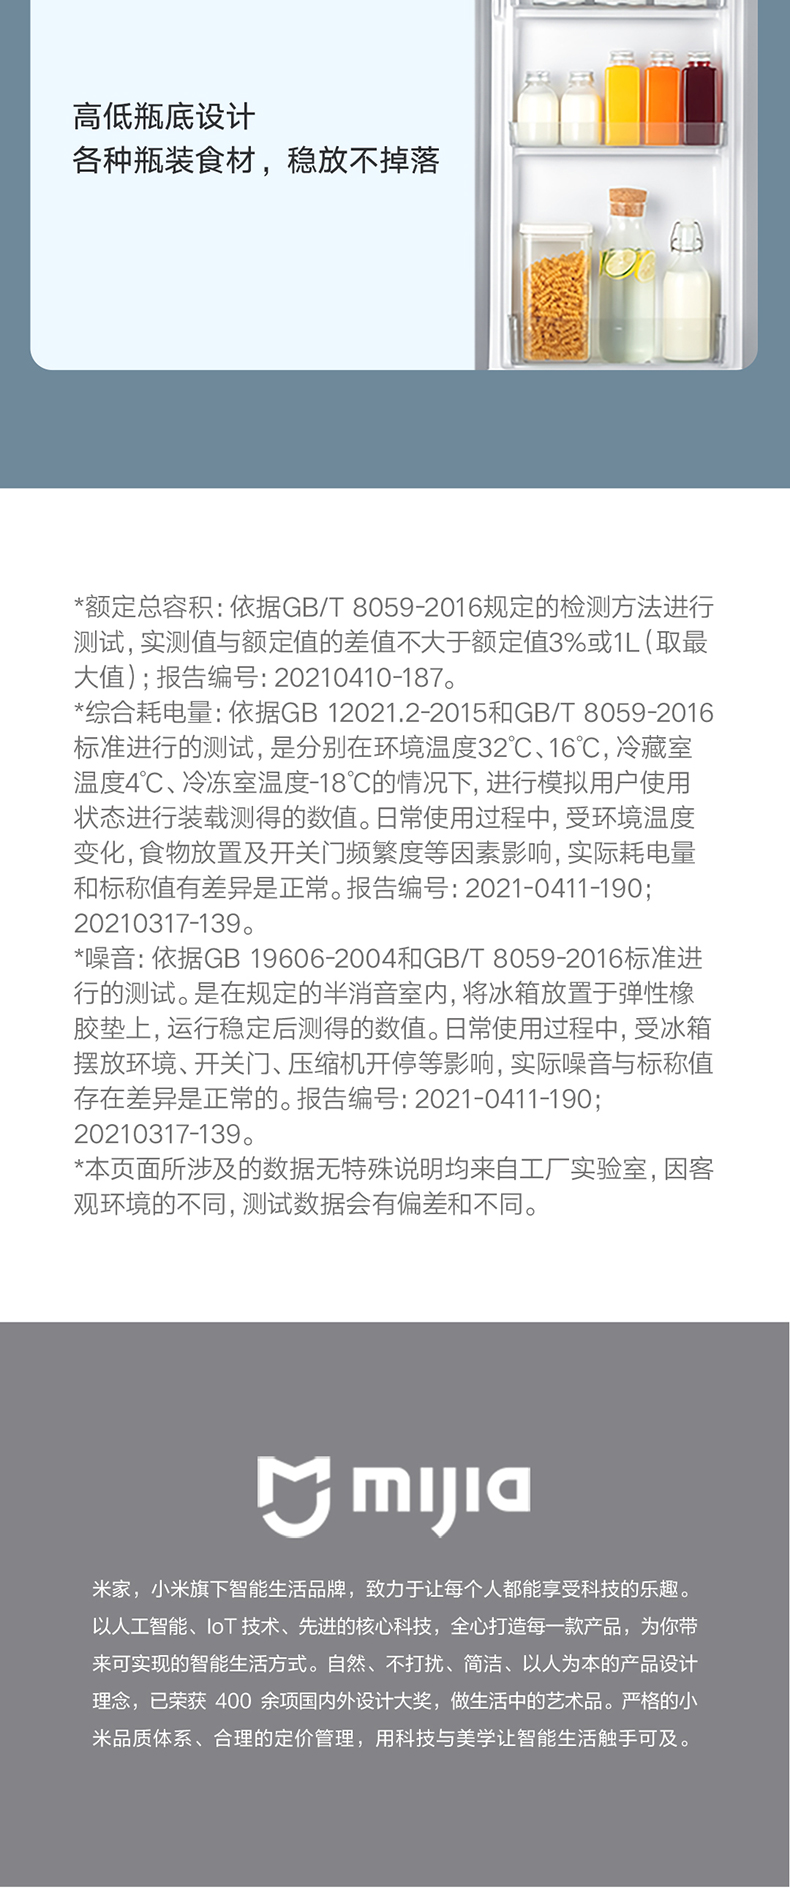 高低瓶底设计
各种瓶装食材，稳放不掉落
*额定总容积：依据GB/T 8059-2016规定的检测方法进行
测试，实测值与额定值的差值不大于额定值3%或1L（取最
大值）；报告编号：20210410-187。
*综合耗电量：依据GB 12021.2-2015和GB/T 8059-2016
标准进行的测试，是分别在环境温度32℃、16℃，冷藏室
温度4℃、冷冻室温度-18℃的情况下，进行模拟用户使用
状态进行装载测得的数值。日常使用过程中，受环境温度
变化，食物放置及开关门频繁度等因素影响，实际耗电量
和标称值有差异是正常。报告编号：2021-0411-190；
20210317-139。
*噪音：依据GB 19606-2004和GB/T 8059-2016标准进
行的测试。是在规定的半消音室内，将冰箱放置于弹性橡
胶垫上，运行稳定后测得的数值。日常使用过程中，受冰箱
摆放环境、开关门、压缩机开停等影响，实际噪音与标称值
存在差异是正常的。报告编号：2021-0411-190；
20210317-139。
*本页面所涉及的数据无特殊说明均来自工厂实验室，因客
观环境的不同，测试数据会有偏差和不同。
mijia
米家，小米旗下智能生活品牌，致力于让每个人都能享受科技的乐趣。
以人工智能、IoT 技术、先进的核心科技，全心打造每一款产品，为你带
来可实现的智能生活方式。自然、不打扰、简洁、以人为本的产品设计
理念，已荣获 400 余项国内外设计大奖，做生活中的艺术品。严格的小
米品质体系、合理的定价管理，用科技与美学让智能生活触手可及。